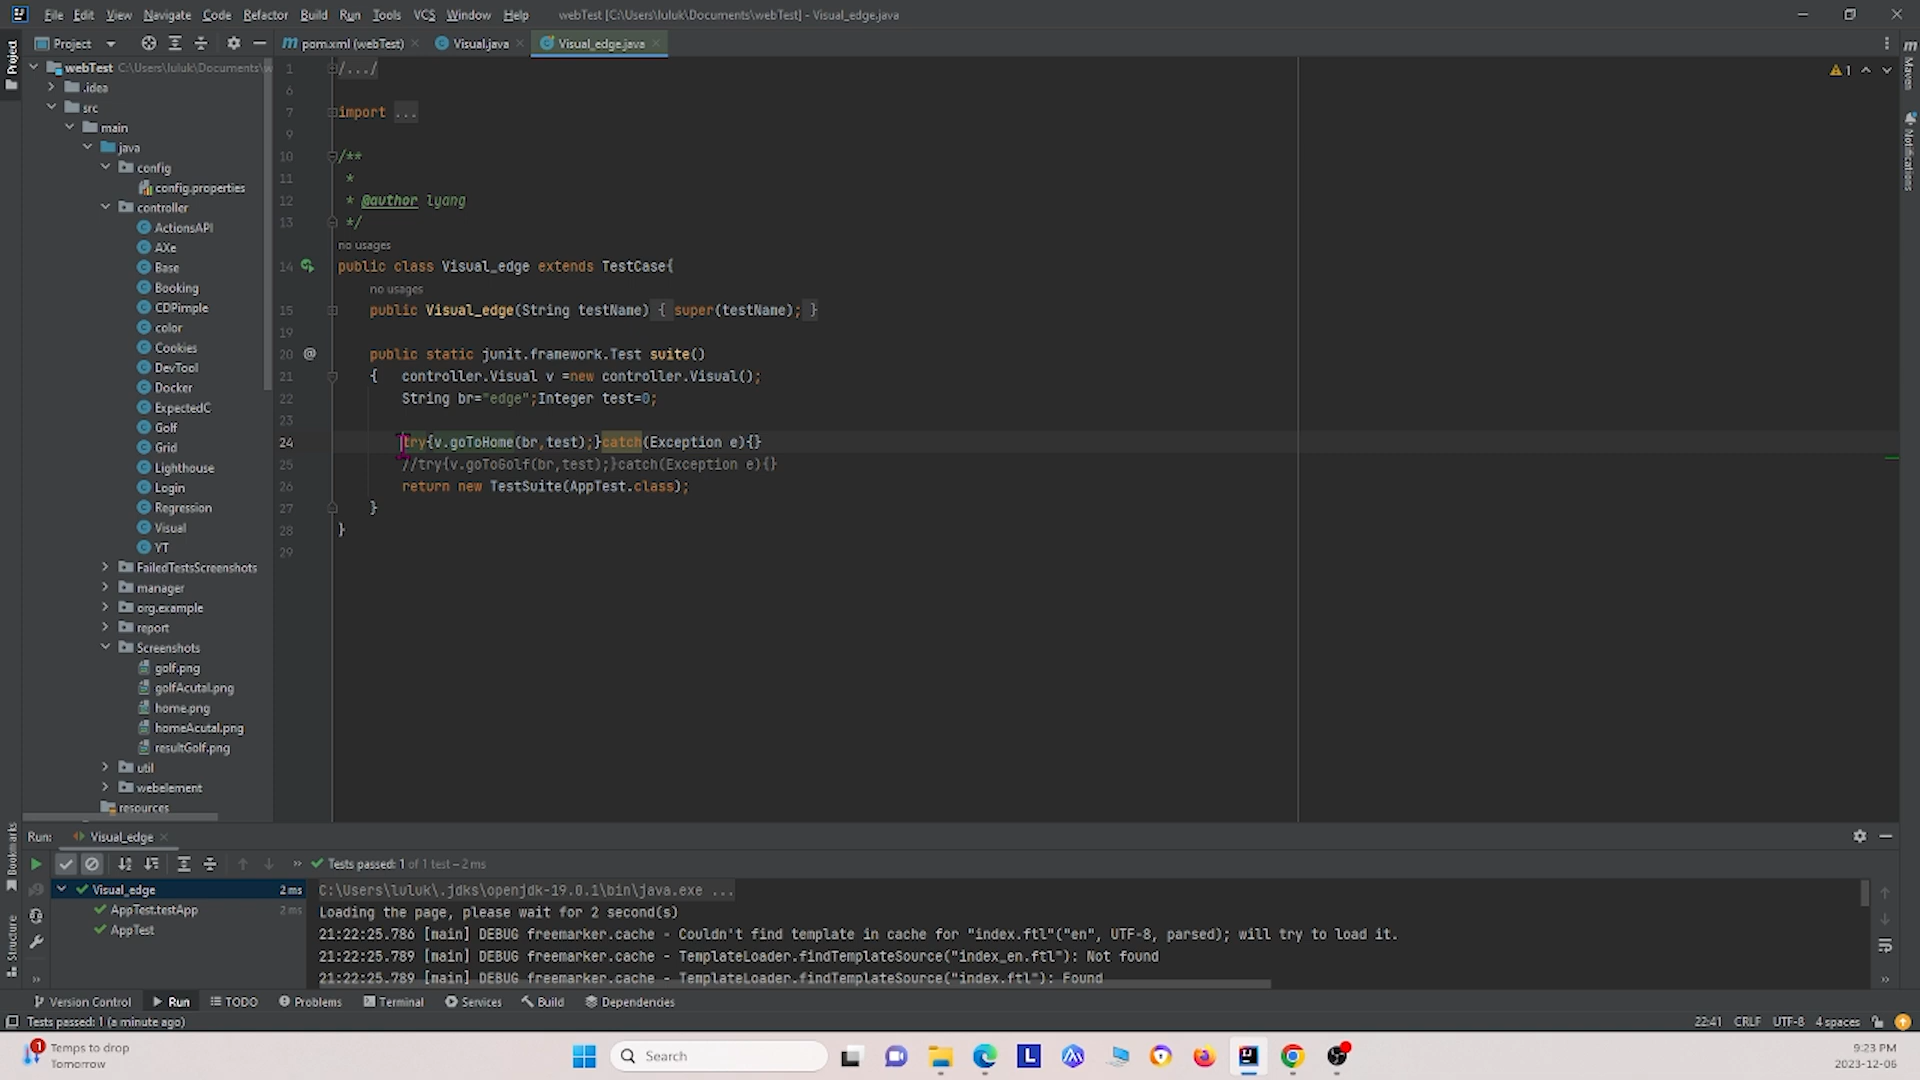 File Edit View Navigate Code Refactor Build Run Tools VCS Window Help webTest [C:\Users\luluk\Documents\webTest] - Visual_edge.java
Project
pom.xml (webTest)
Visual.java
Visual_edge.java
Project
Maven
Notifications
webTest C:\Users\luluk\Documents\w
.idea
src
main
java
config
config.properties
controller
ActionsAPI
AXe
Base
Booking
CDPimple
color
Cookies
DevTool
Docker
ExpectedC
Golf
Grid
Lighthouse
Login
Regression
Visual
YT
FailedTestsScreenshots
manager
org.example
report
Screenshots
golf.png
golfAcutal.png
home.png
homeAcutal.png
resultGolf.png
util
webelement
resources
1 /.../
6
7 import ...
9
10 /**
11 *
12 * @author lyang
13 */
no usages
14 public class Visual_edge extends TestCase{
no usages
15 public Visual_edge(String testName) { super(testName); }
19
20 @ public static junit.framework.Test suite()
21 { controller.Visual v =new controller.Visual();
22 String br="edge";Integer test=0;
23
24 try{v.goToHome(br,test);}catch(Exception e){}
25 //try{v.goToGolf(br,test);}catch(Exception e){}
26 return new TestSuite(AppTest.class);
27 }
28 }
29
1
Run: Visual_edge
Tests passed: 1 of 1 test – 2 ms
Visual_edge 2 ms
AppTest.testApp 2 ms
AppTest
C:\Users\luluk\.jdks\openjdk-19.0.1\bin\java.exe ...
Loading the page, please wait for 2 second(s)
21:22:25.786 [main] DEBUG freemarker.cache - Couldn't find template in cache for "index.ftl"("en", UTF-8, parsed); will try to load it.
21:22:25.789 [main] DEBUG freemarker.cache - TemplateLoader.findTemplateSource("index_en.ftl"): Not found
21:22:25.789 [main] DEBUG freemarker.cache - TemplateLoader.findTemplateSource("index.ftl"): Found
Bookmarks
Structure
Version Control Run TODO Problems Terminal Services Build Dependencies
Tests passed: 1 (a minute ago)
22:41 CRLF UTF-8 4 spaces
1
Temps to drop
Tomorrow
Search
L
9:23 PM
2023-12-06